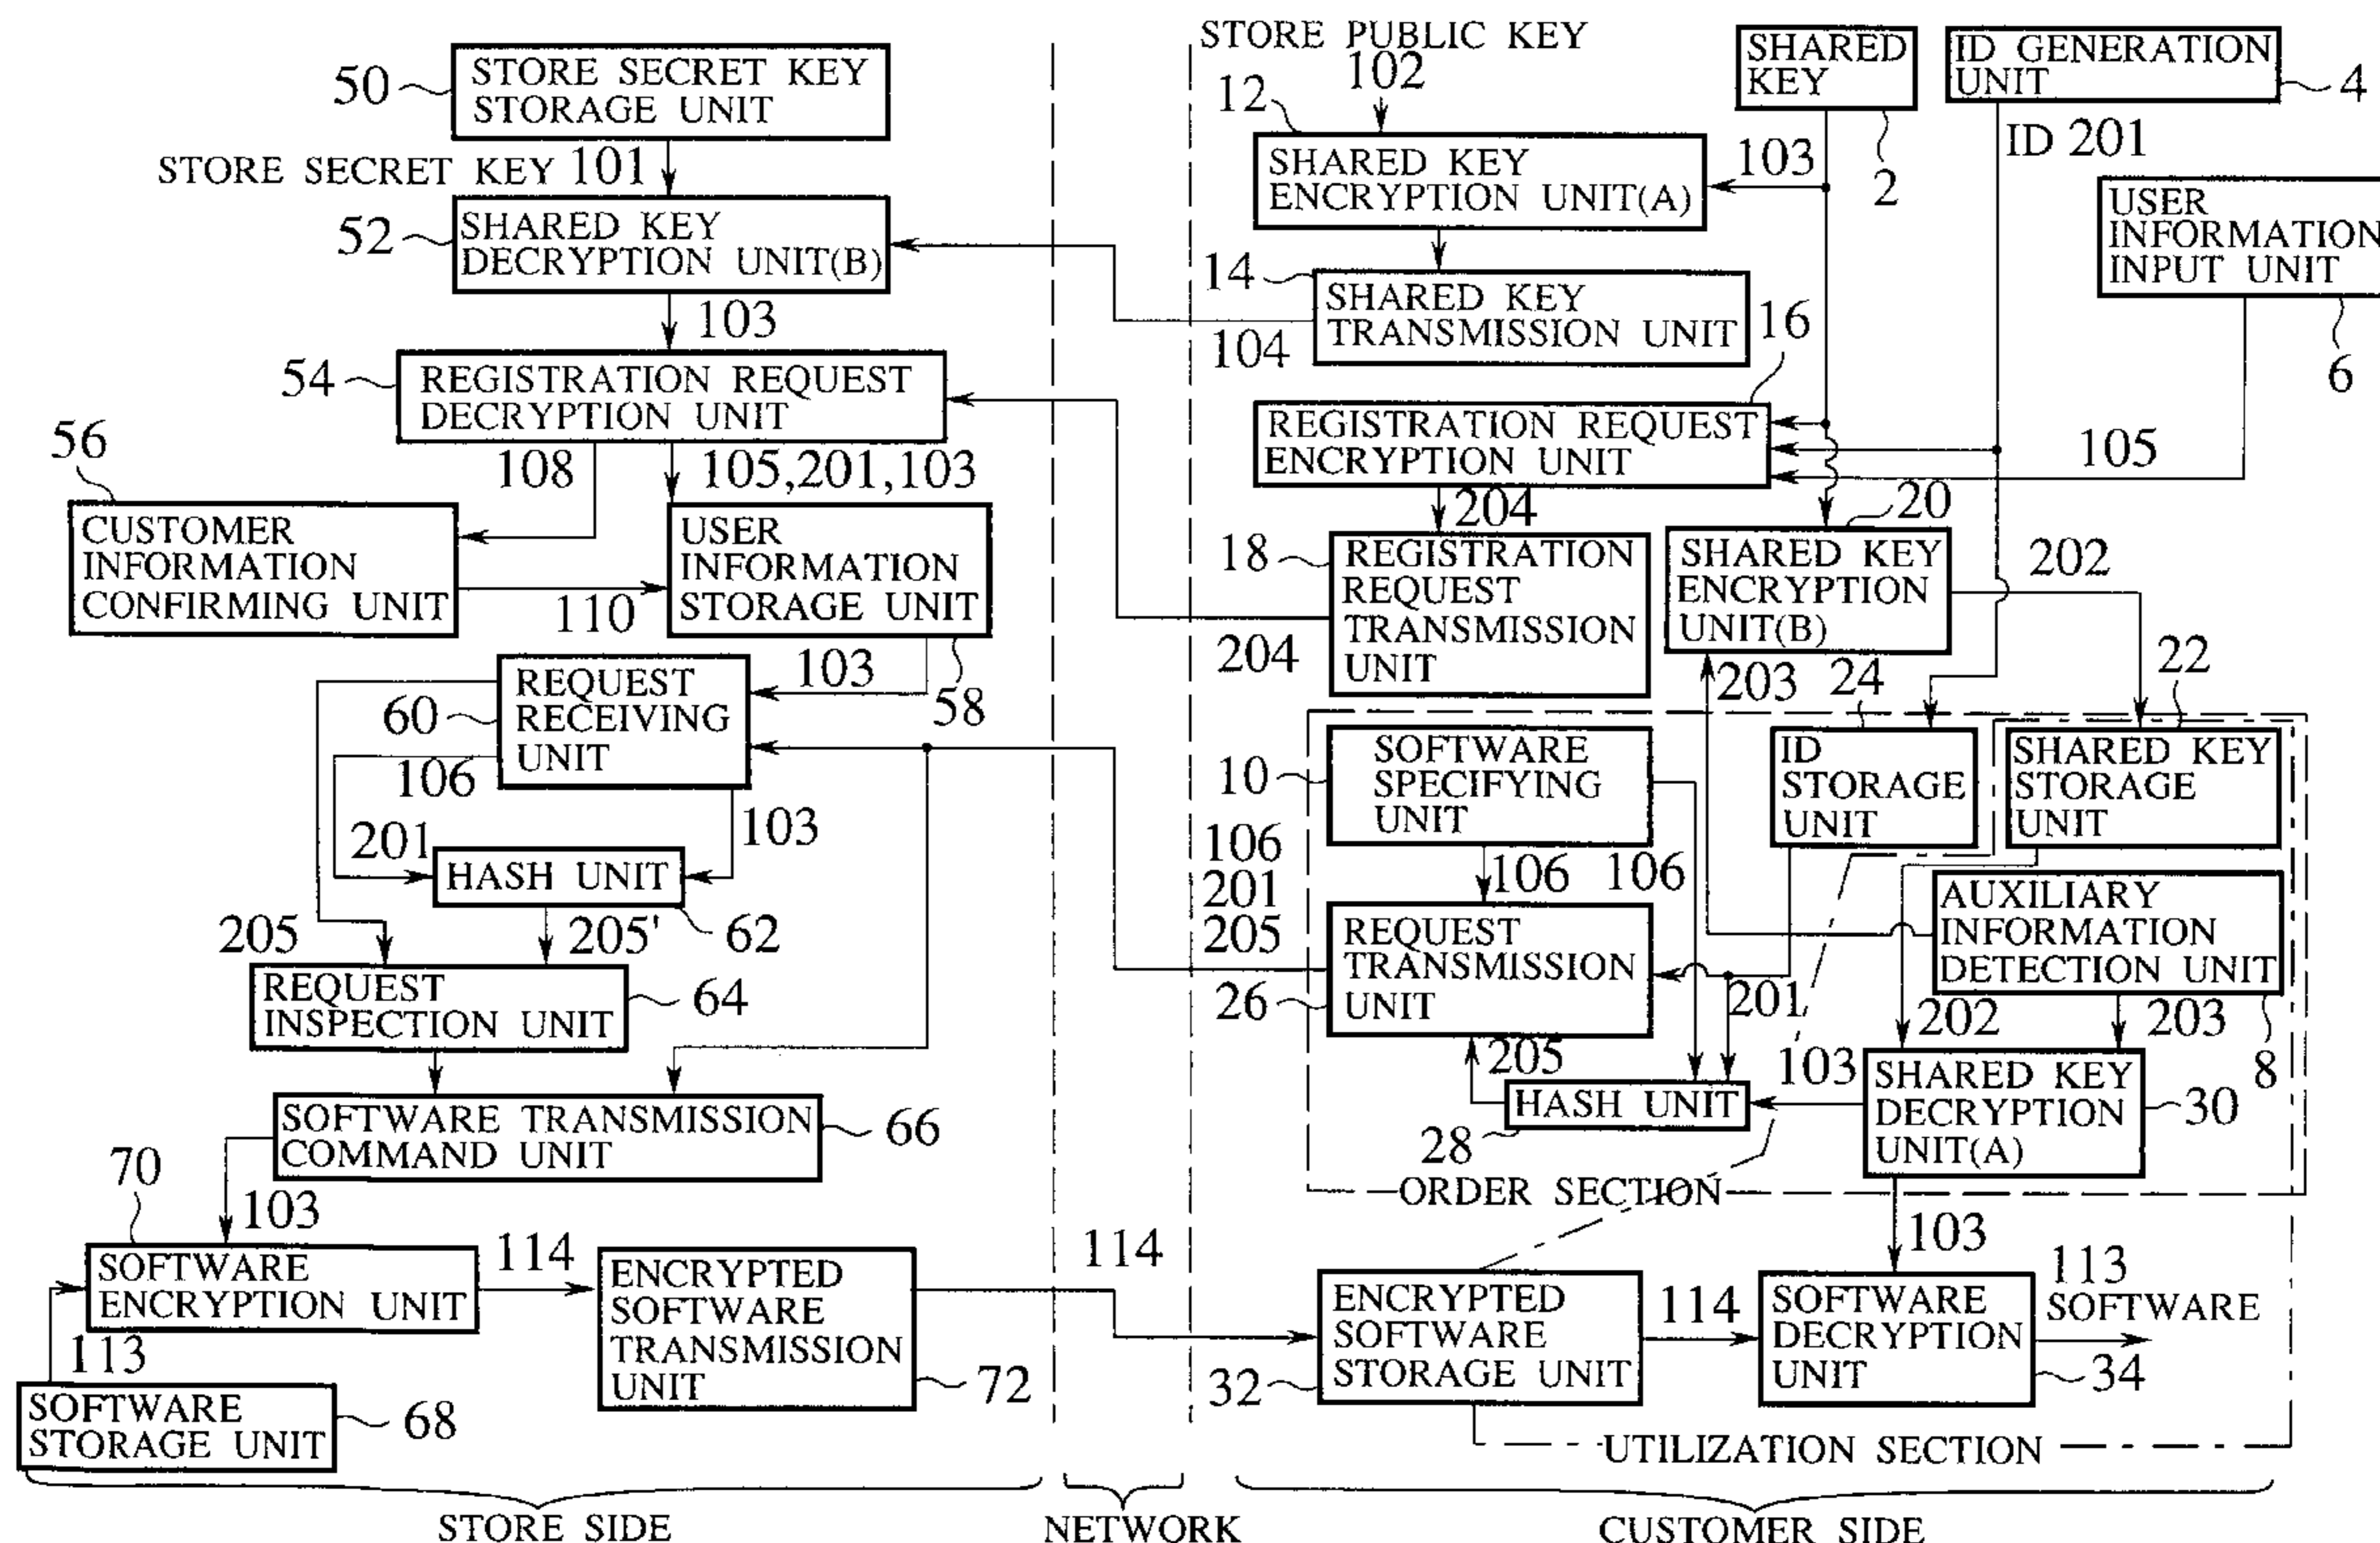 STORE PUBLIC KEY
102
SHARED
KEY
2
ID GENERATION
UNIT
4
ID 201
USER
INFORMATION
INPUT UNIT
6
50
STORE SECRET KEY
STORAGE UNIT
STORE SECRET KEY 101
52
SHARED KEY
DECRYPTION UNIT(B)
103
54
REGISTRATION REQUEST
DECRYPTION UNIT
56
108
105,201,103
CUSTOMER
INFORMATION
CONFIRMING UNIT
110
USER
INFORMATION
STORAGE UNIT
58
103
60
REQUEST
RECEIVING
UNIT
106
103
201
HASH UNIT
62
205
205'
REQUEST
INSPECTION UNIT
64
SOFTWARE TRANSMISSION
COMMAND UNIT
66
70
103
SOFTWARE
ENCRYPTION UNIT
114
ENCRYPTED
SOFTWARE
TRANSMISSION
UNIT
72
113
SOFTWARE
STORAGE UNIT
68
114
12
SHARED KEY
ENCRYPTION UNIT(A)
103
14
SHARED KEY
TRANSMISSION UNIT
104
16
REGISTRATION REQUEST
ENCRYPTION UNIT
105
204
18
REGISTRATION
REQUEST
TRANSMISSION
UNIT
204
20
SHARED KEY
ENCRYPTION
UNIT(B)
202
203
24
22
10
SOFTWARE
SPECIFYING
UNIT
ID
STORAGE
UNIT
SHARED KEY
STORAGE
UNIT
106
201
205
106
106
26
REQUEST
TRANSMISSION
UNIT
201
AUXILIARY
INFORMATION
DETECTION UNIT
8
202
203
205
HASH UNIT
28
103
SHARED KEY
DECRYPTION
UNIT(A)
30
ORDER SECTION
103
32
ENCRYPTED
SOFTWARE
STORAGE UNIT
114
SOFTWARE
DECRYPTION
UNIT
34
113
SOFTWARE
UTILIZATION SECTION
STORE SIDE
NETWORK
CUSTOMER SIDE